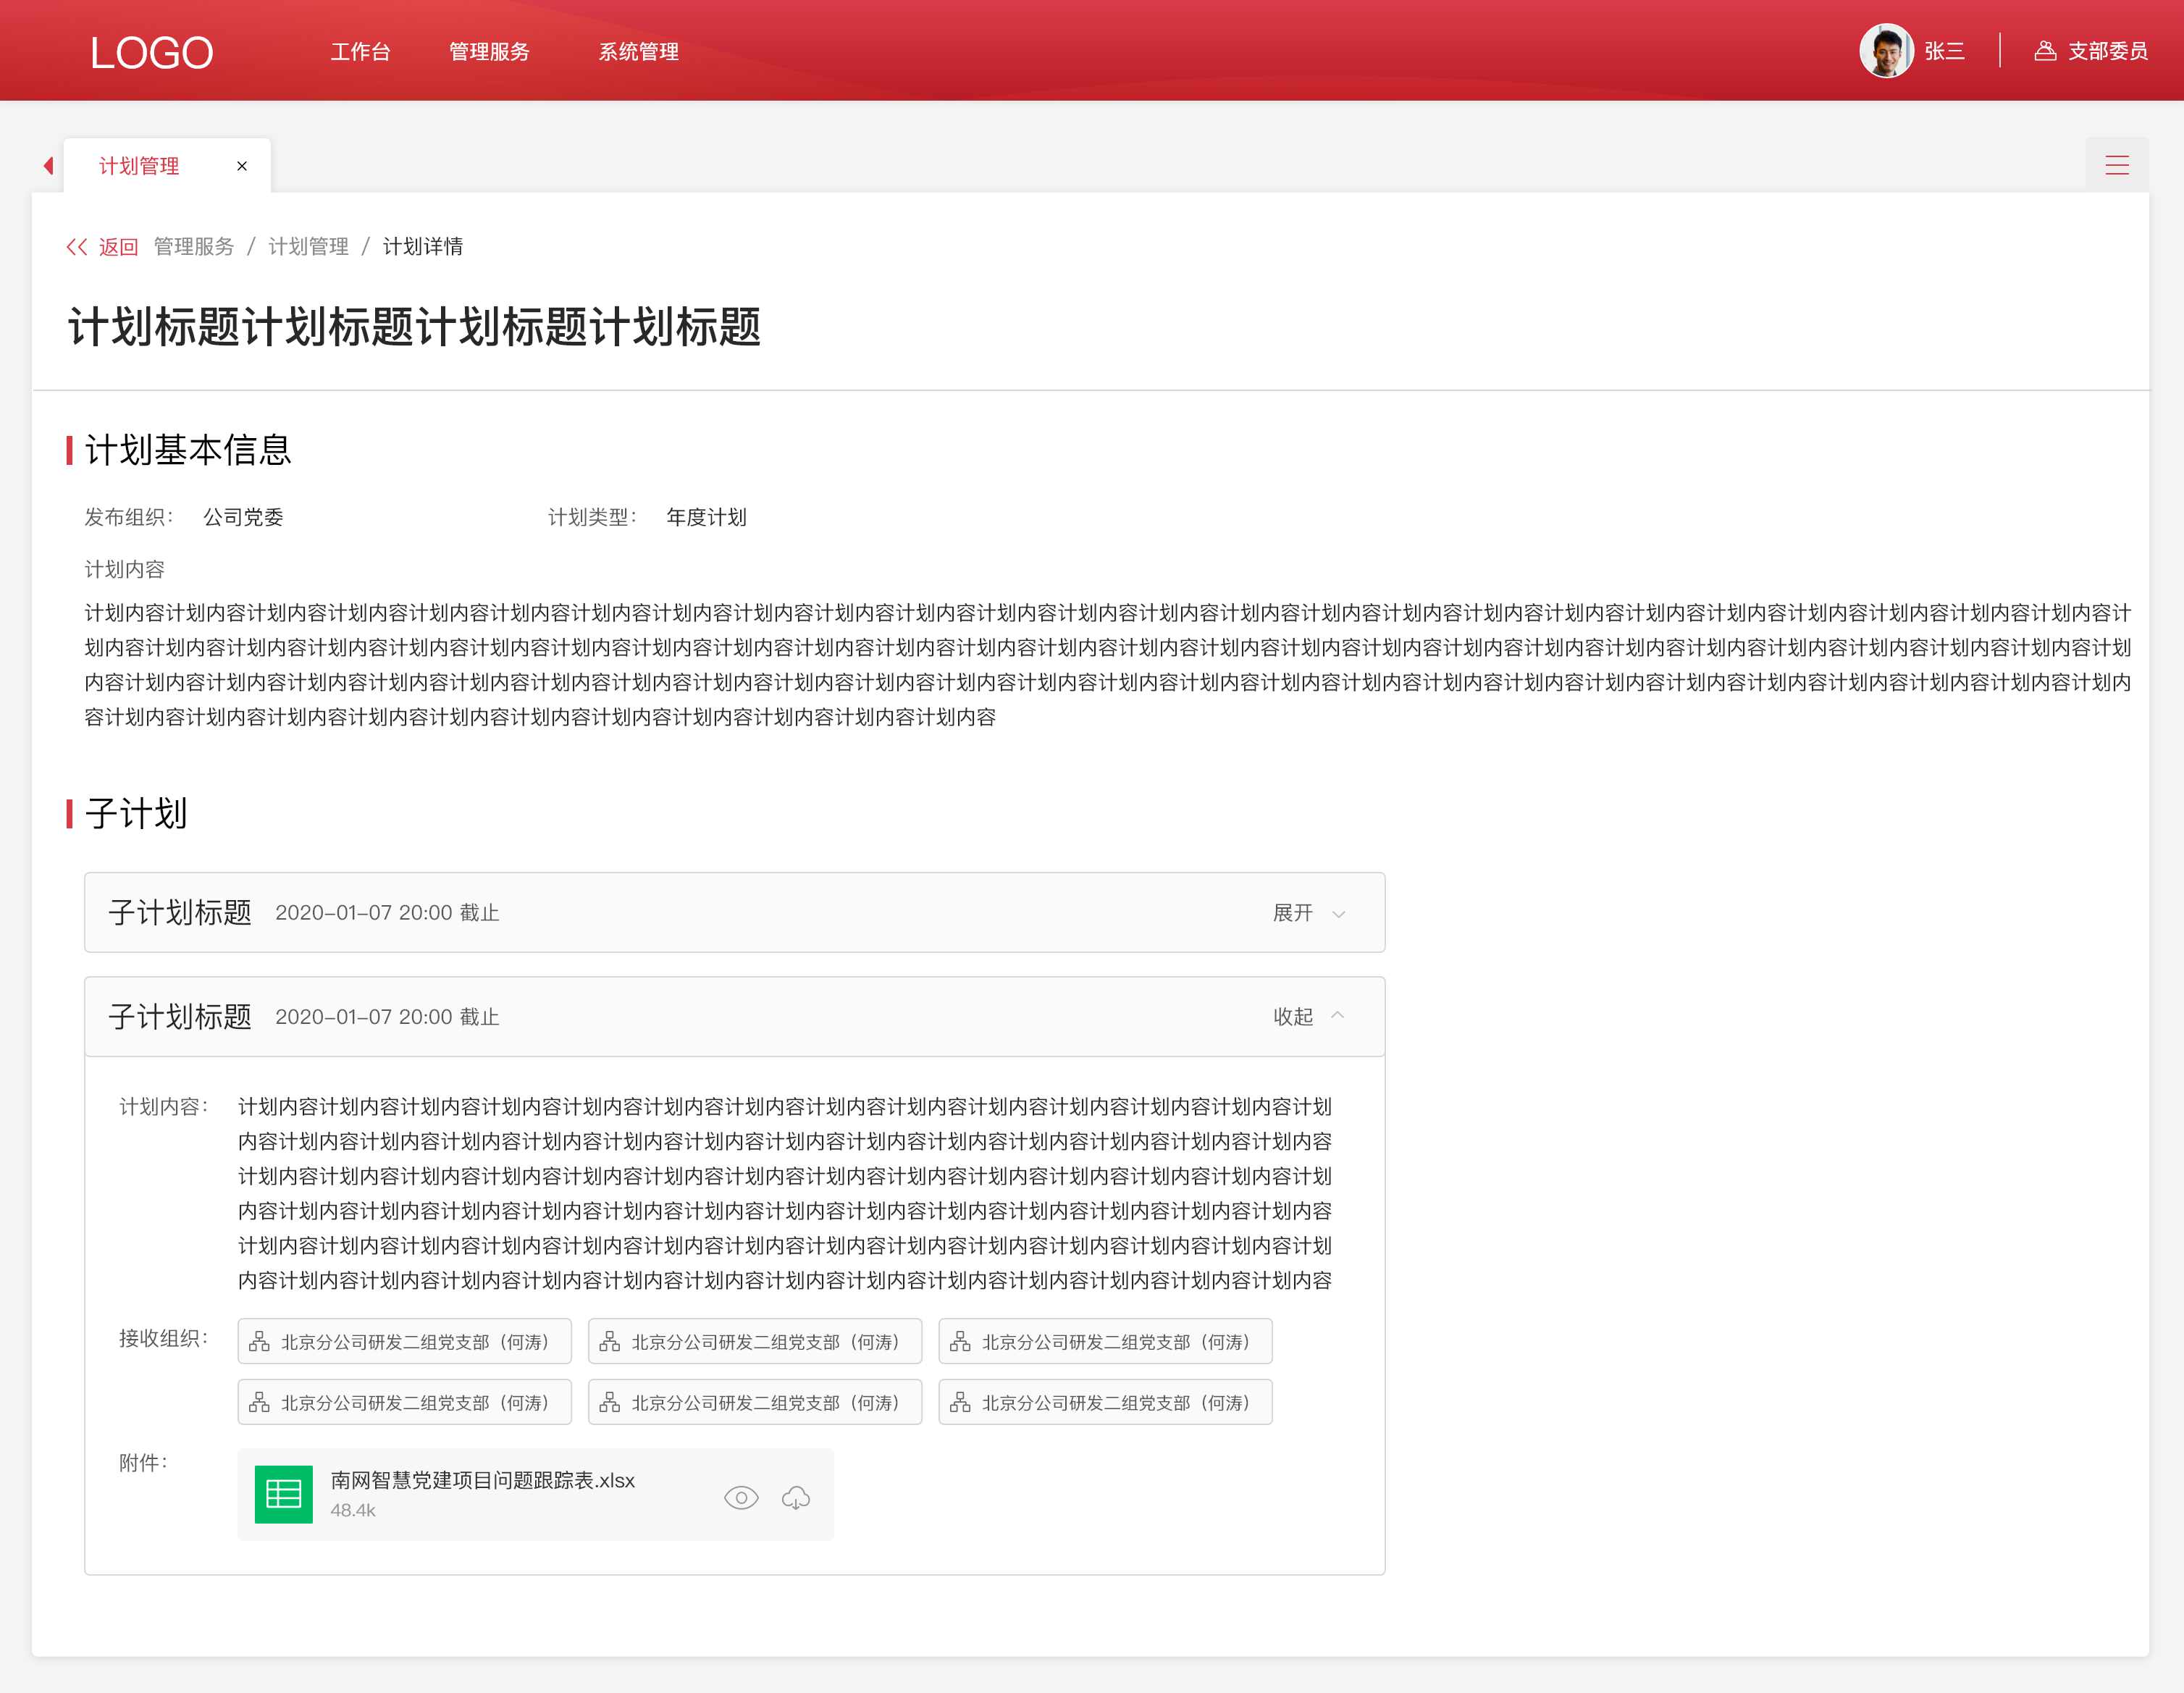 LOGO
工作台
管理服务
系统管理
张三
支部委员
计划管理
返回 管理服务 / 计划管理 / 计划详情
计划标题计划标题计划标题计划标题
计划基本信息
发布组织： 公司党委
计划类型： 年度计划
计划内容
计划内容计划内容计划内容计划内容计划内容计划内容计划内容计划内容计划内容计划内容计划内容计划内容计划内容计划内容计划内容计划内容计划内容计划内容计划内容计划内容计划内容计划内容计划内容计划内容计划内容计
划内容计划内容计划内容计划内容计划内容计划内容计划内容计划内容计划内容计划内容计划内容计划内容计划内容计划内容计划内容计划内容计划内容计划内容计划内容计划内容计划内容计划内容计划内容计划内容计划内容计划
内容计划内容计划内容计划内容计划内容计划内容计划内容计划内容计划内容计划内容计划内容计划内容计划内容计划内容计划内容计划内容计划内容计划内容计划内容计划内容计划内容计划内容计划内容计划内容计划内容计划内
容计划内容计划内容计划内容计划内容计划内容计划内容计划内容计划内容计划内容计划内容计划内容
子计划
子计划标题 2020-01-07 20:00 截止 展开
子计划标题 2020-01-07 20:00 截止 收起
计划内容： 计划内容计划内容计划内容计划内容计划内容计划内容计划内容计划内容计划内容计划内容计划内容计划内容计划内容计划
内容计划内容计划内容计划内容计划内容计划内容计划内容计划内容计划内容计划内容计划内容计划内容计划内容计划内容
计划内容计划内容计划内容计划内容计划内容计划内容计划内容计划内容计划内容计划内容计划内容计划内容计划内容计划
内容计划内容计划内容计划内容计划内容计划内容计划内容计划内容计划内容计划内容计划内容计划内容计划内容计划内容
计划内容计划内容计划内容计划内容计划内容计划内容计划内容计划内容计划内容计划内容计划内容计划内容计划内容计划
内容计划内容计划内容计划内容计划内容计划内容计划内容计划内容计划内容计划内容计划内容计划内容计划内容计划内容
接收组织： 北京分公司研发二组党支部（何涛） 北京分公司研发二组党支部（何涛） 北京分公司研发二组党支部（何涛）
北京分公司研发二组党支部（何涛） 北京分公司研发二组党支部（何涛） 北京分公司研发二组党支部（何涛）
附件： 南网智慧党建项目问题跟踪表.xlsx
48.4k